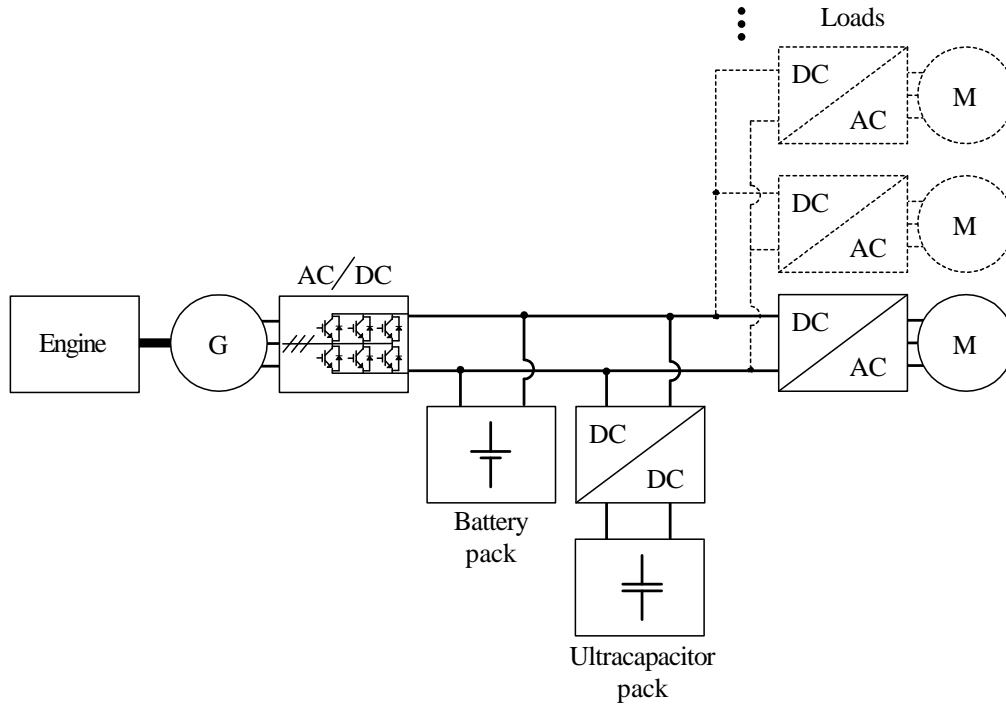 Loads
DC
AC
M
DC
AC
M
AC/DC
Engine
G
DC
AC
M
DC
DC
Battery
pack
Ultracapacitor
pack